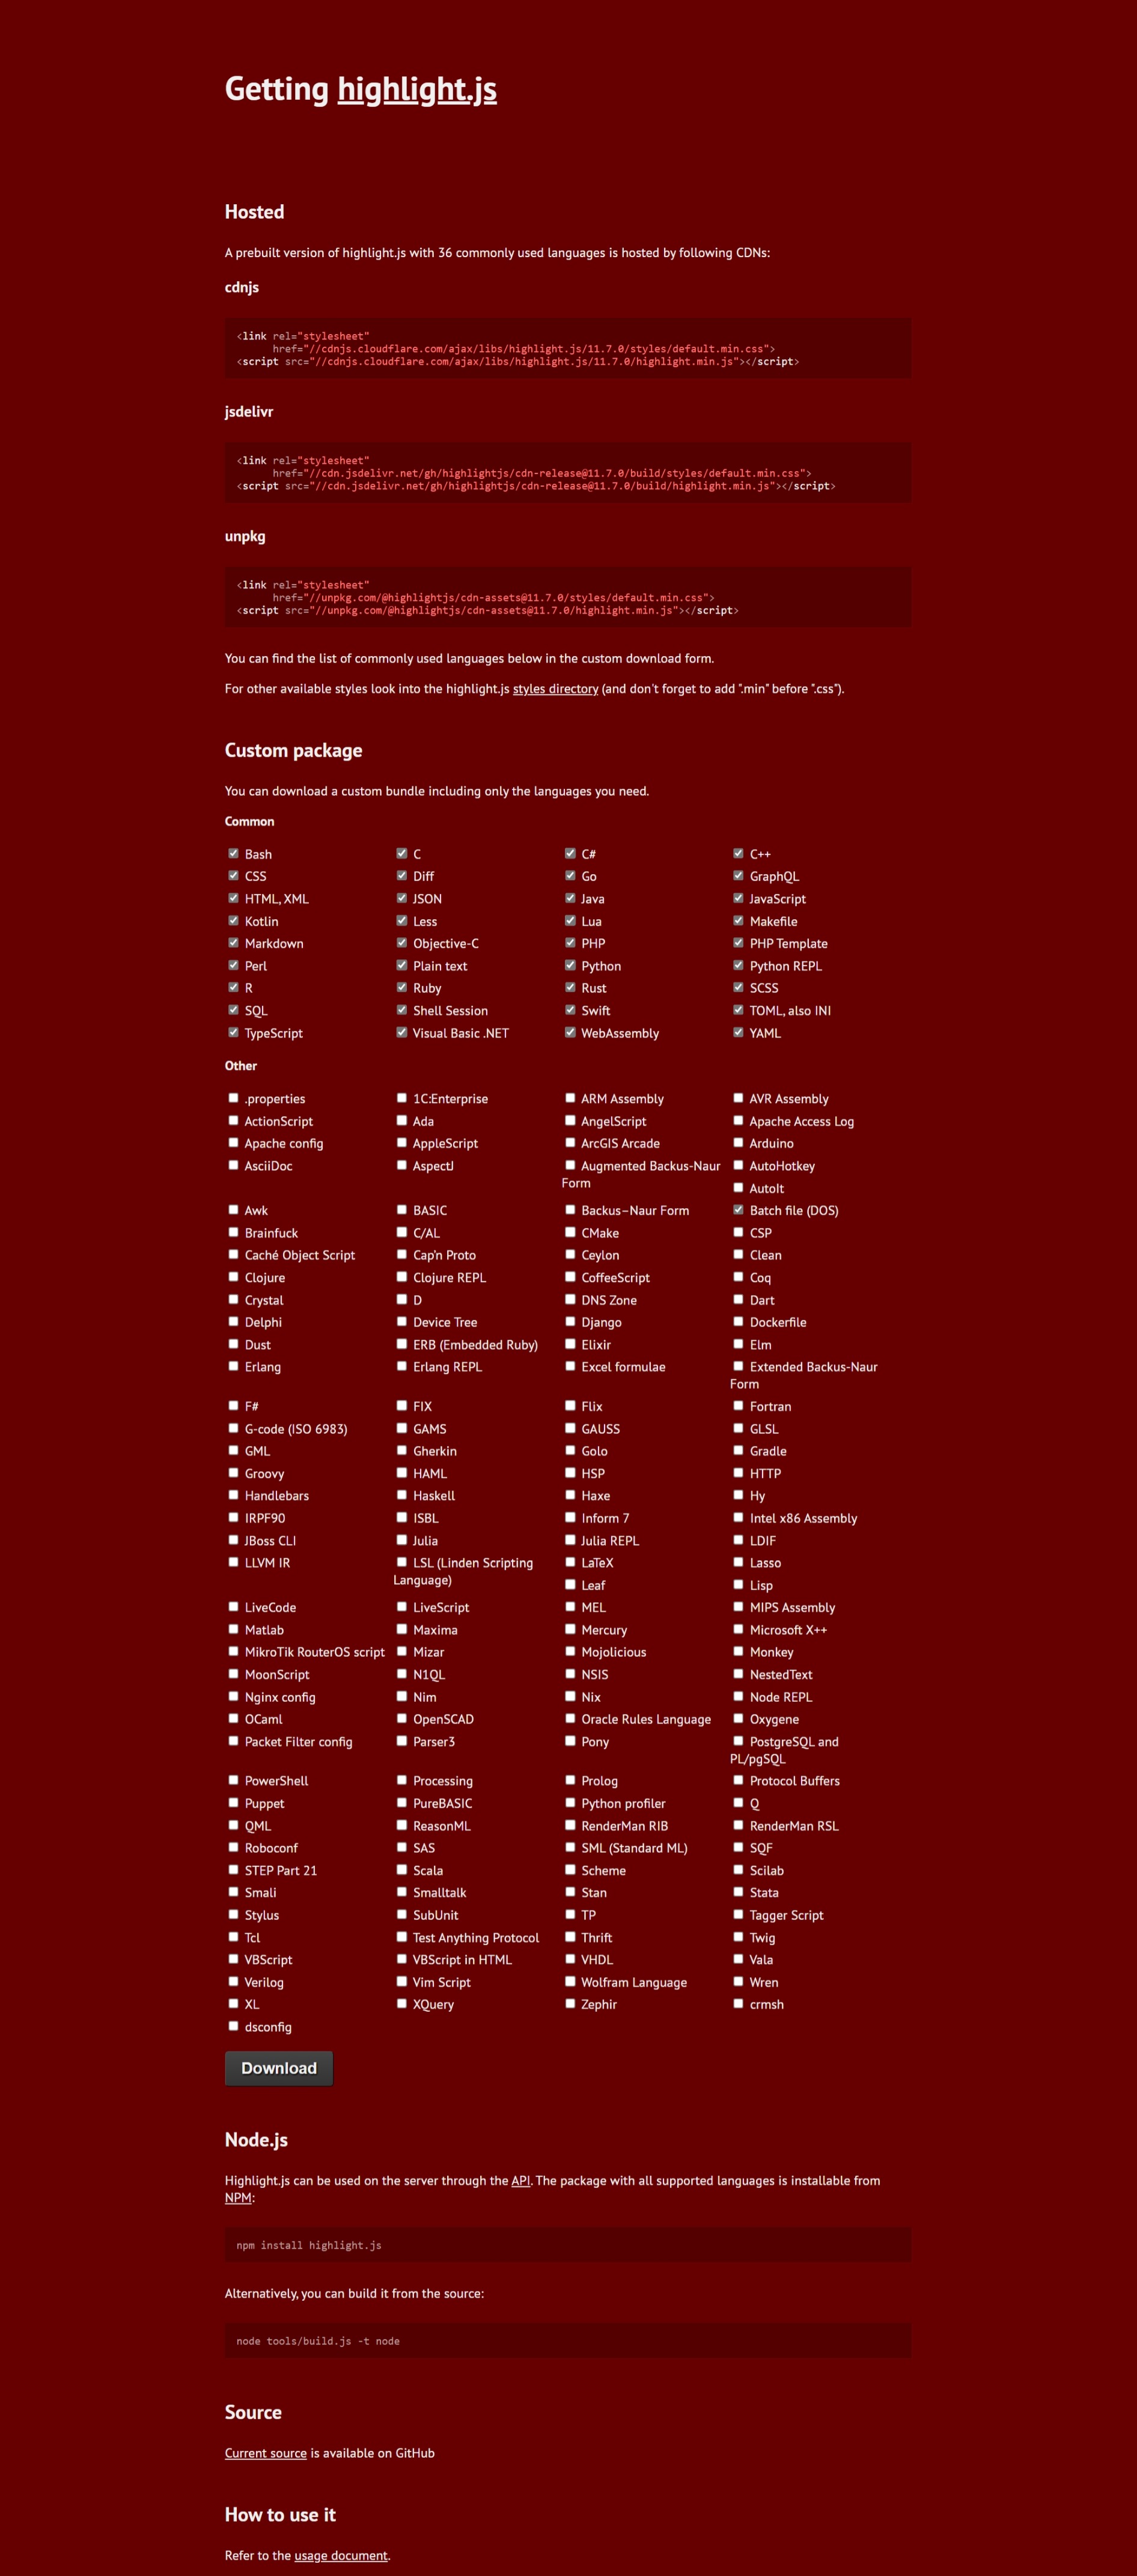 Getting highlight.js
Hosted
A prebuilt version of highlight.js with 36 commonly used languages is hosted by following CDNs:
cdnjs
<link rel="stylesheet"
href="//cdnjs.cloudflare.com/ajax/libs/highlight.js/11.7.0/styles/default.min.css">
<script src="//cdnjs.cloudflare.com/ajax/libs/highlight.js/11.7.0/highlight.min.js"></script>
jsdelivr
<link rel="stylesheet"
href="//cdn.jsdelivr.net/gh/highlightjs/cdn-release@11.7.0/build/styles/default.min.css">
<script src="//cdn.jsdelivr.net/gh/highlightjs/cdn-release@11.7.0/build/highlight.min.js"></script>
unpkg
<link rel="stylesheet"
href="//unpkg.com/@highlightjs/cdn-assets@11.7.0/styles/default.min.css">
<script src="//unpkg.com/@highlightjs/cdn-assets@11.7.0/highlight.min.js"></script>
You can find the list of commonly used languages below in the custom download form.
For other available styles look into the highlight.js styles directory (and don't forget to add ".min" before ".css").
Custom package
You can download a custom bundle including only the languages you need.
Common
Bash C C# C++
CSS Diff Go GraphQL
HTML, XML JSON Java JavaScript
Kotlin Less Lua Makefile
Markdown Objective-C PHP PHP Template
Perl Plain text Python Python REPL
R Ruby Rust SCSS
SQL Shell Session Swift TOML, also INI
TypeScript Visual Basic .NET WebAssembly YAML
Other
.properties 1C:Enterprise ARM Assembly AVR Assembly
ActionScript Ada AngelScript Apache Access Log
Apache config AppleScript ArcGIS Arcade Arduino
AsciiDoc AspectJ Augmented Backus-Naur AutoHotkey
Form AutoIt
Awk BASIC Backus–Naur Form Batch file (DOS)
Brainfuck C/AL CMake CSP
Caché Object Script Cap’n Proto Ceylon Clean
Clojure Clojure REPL CoffeeScript Coq
Crystal D DNS Zone Dart
Delphi Device Tree Django Dockerfile
Dust ERB (Embedded Ruby) Elixir Elm
Erlang Erlang REPL Excel formulae Extended Backus-Naur
Form
F# FIX Flix Fortran
G-code (ISO 6983) GAMS GAUSS GLSL
GML Gherkin Golo Gradle
Groovy HAML HSP HTTP
Handlebars Haskell Haxe Hy
IRPF90 ISBL Inform 7 Intel x86 Assembly
JBoss CLI Julia Julia REPL LDIF
LLVM IR LSL (Linden Scripting LaTeX Lasso
Language) Leaf Lisp
LiveCode LiveScript MEL MIPS Assembly
Matlab Maxima Mercury Microsoft X++
MikroTik RouterOS script Mizar Mojolicious Monkey
MoonScript N1QL NSIS NestedText
Nginx config Nim Nix Node REPL
OCaml OpenSCAD Oracle Rules Language Oxygene
Packet Filter config Parser3 Pony PostgreSQL and
PL/pgSQL
PowerShell Processing Prolog Protocol Buffers
Puppet PureBASIC Python profiler Q
QML ReasonML RenderMan RIB RenderMan RSL
Roboconf SAS SML (Standard ML) SQF
STEP Part 21 Scala Scheme Scilab
Smali Smalltalk Stan Stata
Stylus SubUnit TP Tagger Script
Tcl Test Anything Protocol Thrift Twig
VBScript VBScript in HTML VHDL Vala
Verilog Vim Script Wolfram Language Wren
XL XQuery Zephir crmsh
dsconfig
Download
Node.js
Highlight.js can be used on the server through the API. The package with all supported languages is installable from
NPM:
npm install highlight.js
Alternatively, you can build it from the source:
node tools/build.js -t node
Source
Current source is available on GitHub
How to use it
Refer to the usage document.